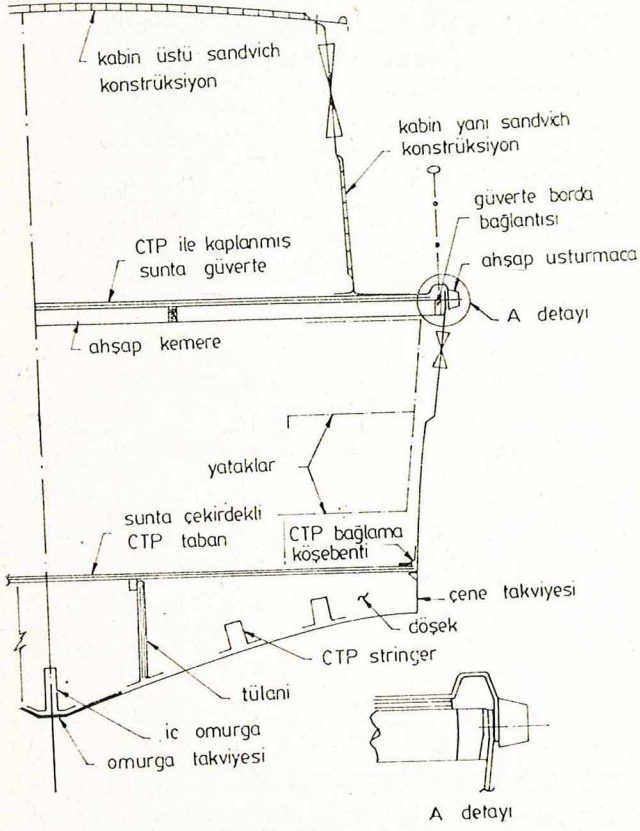 kabin üstü sandvich
konstrüksiyon
kabin yanı sandvich
konstrüksiyon
güverte borda
bağlantısı
CTP ile kaplanmış
sunta güverte
ahşap usturmaca
A detayı
ahşap kemere
yataklar
sunta çekirdekli
CTP taban
CTP bağlama
köşebenti
çene takviyesi
döşek
CTP stringer
tülani
iç omurga
omurga takviyesi
A detayı